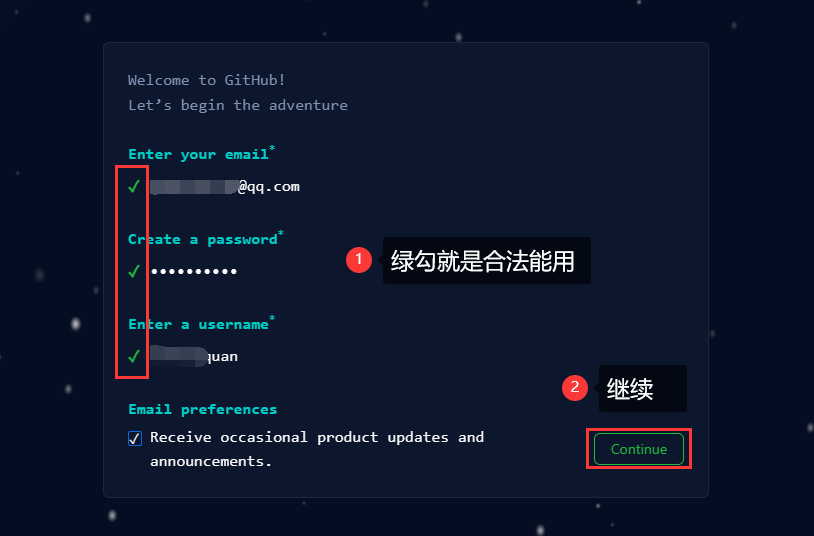 Welcome to GitHub!
Let’s begin the adventure
Enter your email*
✓ @qq.com
Create a password*
✓ ••••••••••
1 绿勾就是合法能用
Enter a username*
✓ quan
2 继续
Email preferences
Receive occasional product updates and
announcements.
Continue